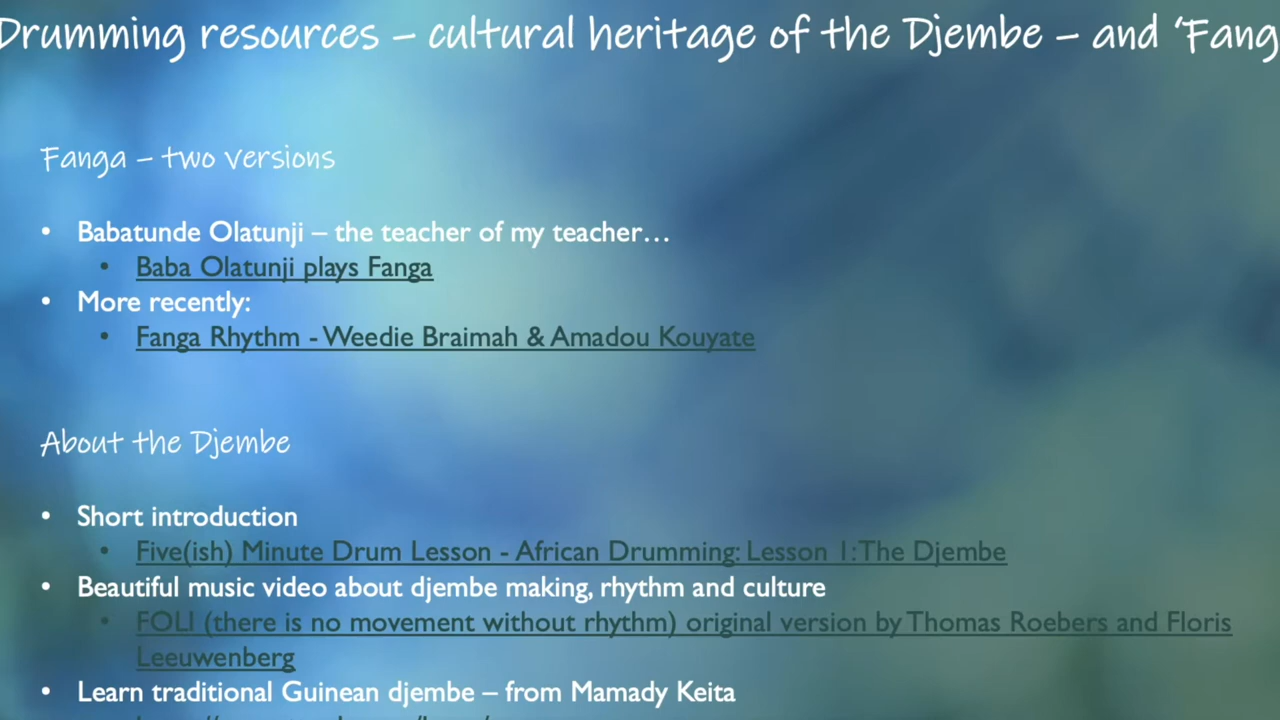 Drumming resources – cultural heritage of the Djembe – and ‘Fang
Fanga – two versions
• Babatunde Olatunji – the teacher of my teacher…
• Baba Olatunji plays Fanga
• More recently:
• Fanga Rhythm - Weedie Braimah & Amadou Kouyate
About the Djembe
• Short introduction
• Five(ish) Minute Drum Lesson - African Drumming: Lesson 1: The Djembe
• Beautiful music video about djembe making, rhythm and culture
• FOLI (there is no movement without rhythm) original version by Thomas Roebers and Floris
Leeuwenberg
• Learn traditional Guinean djembe – from Mamady Keita